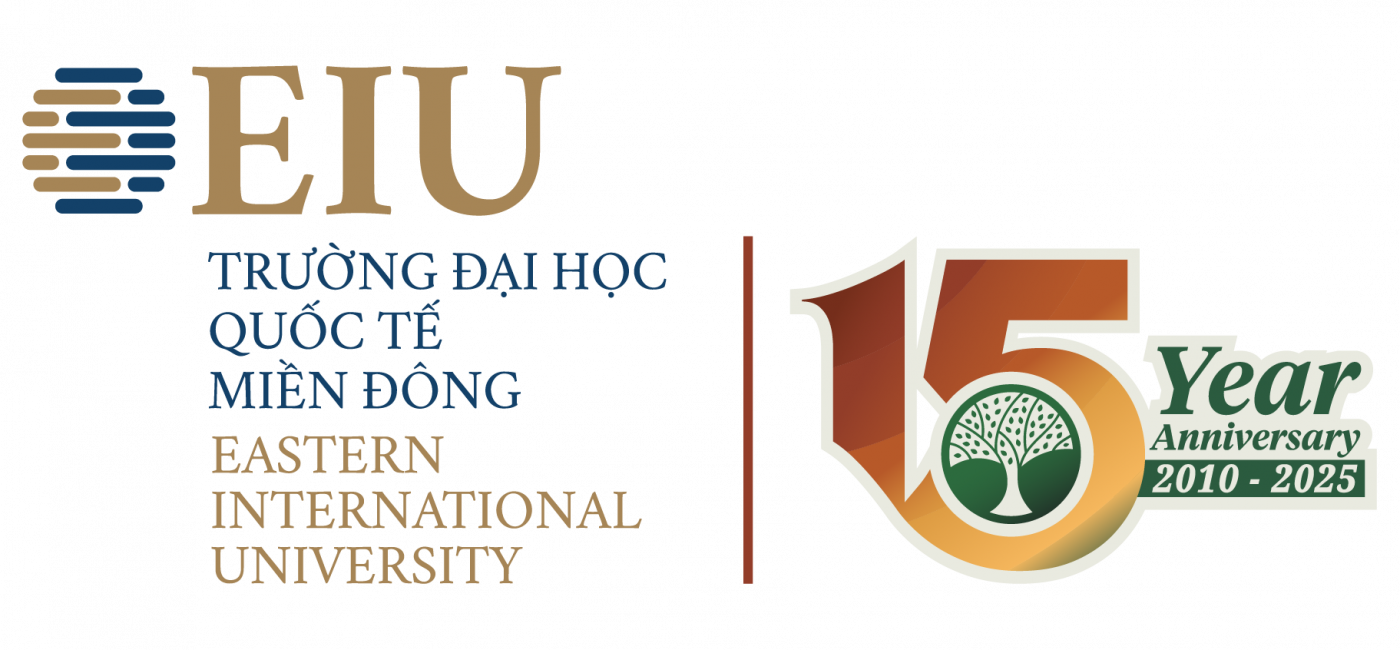 EIU
TRƯỜNG ĐẠI HỌC
QUỐC TẾ
MIỀN ĐÔNG
EASTERN
INTERNATIONAL
UNIVERSITY
15
Year
Anniversary
2010 - 2025